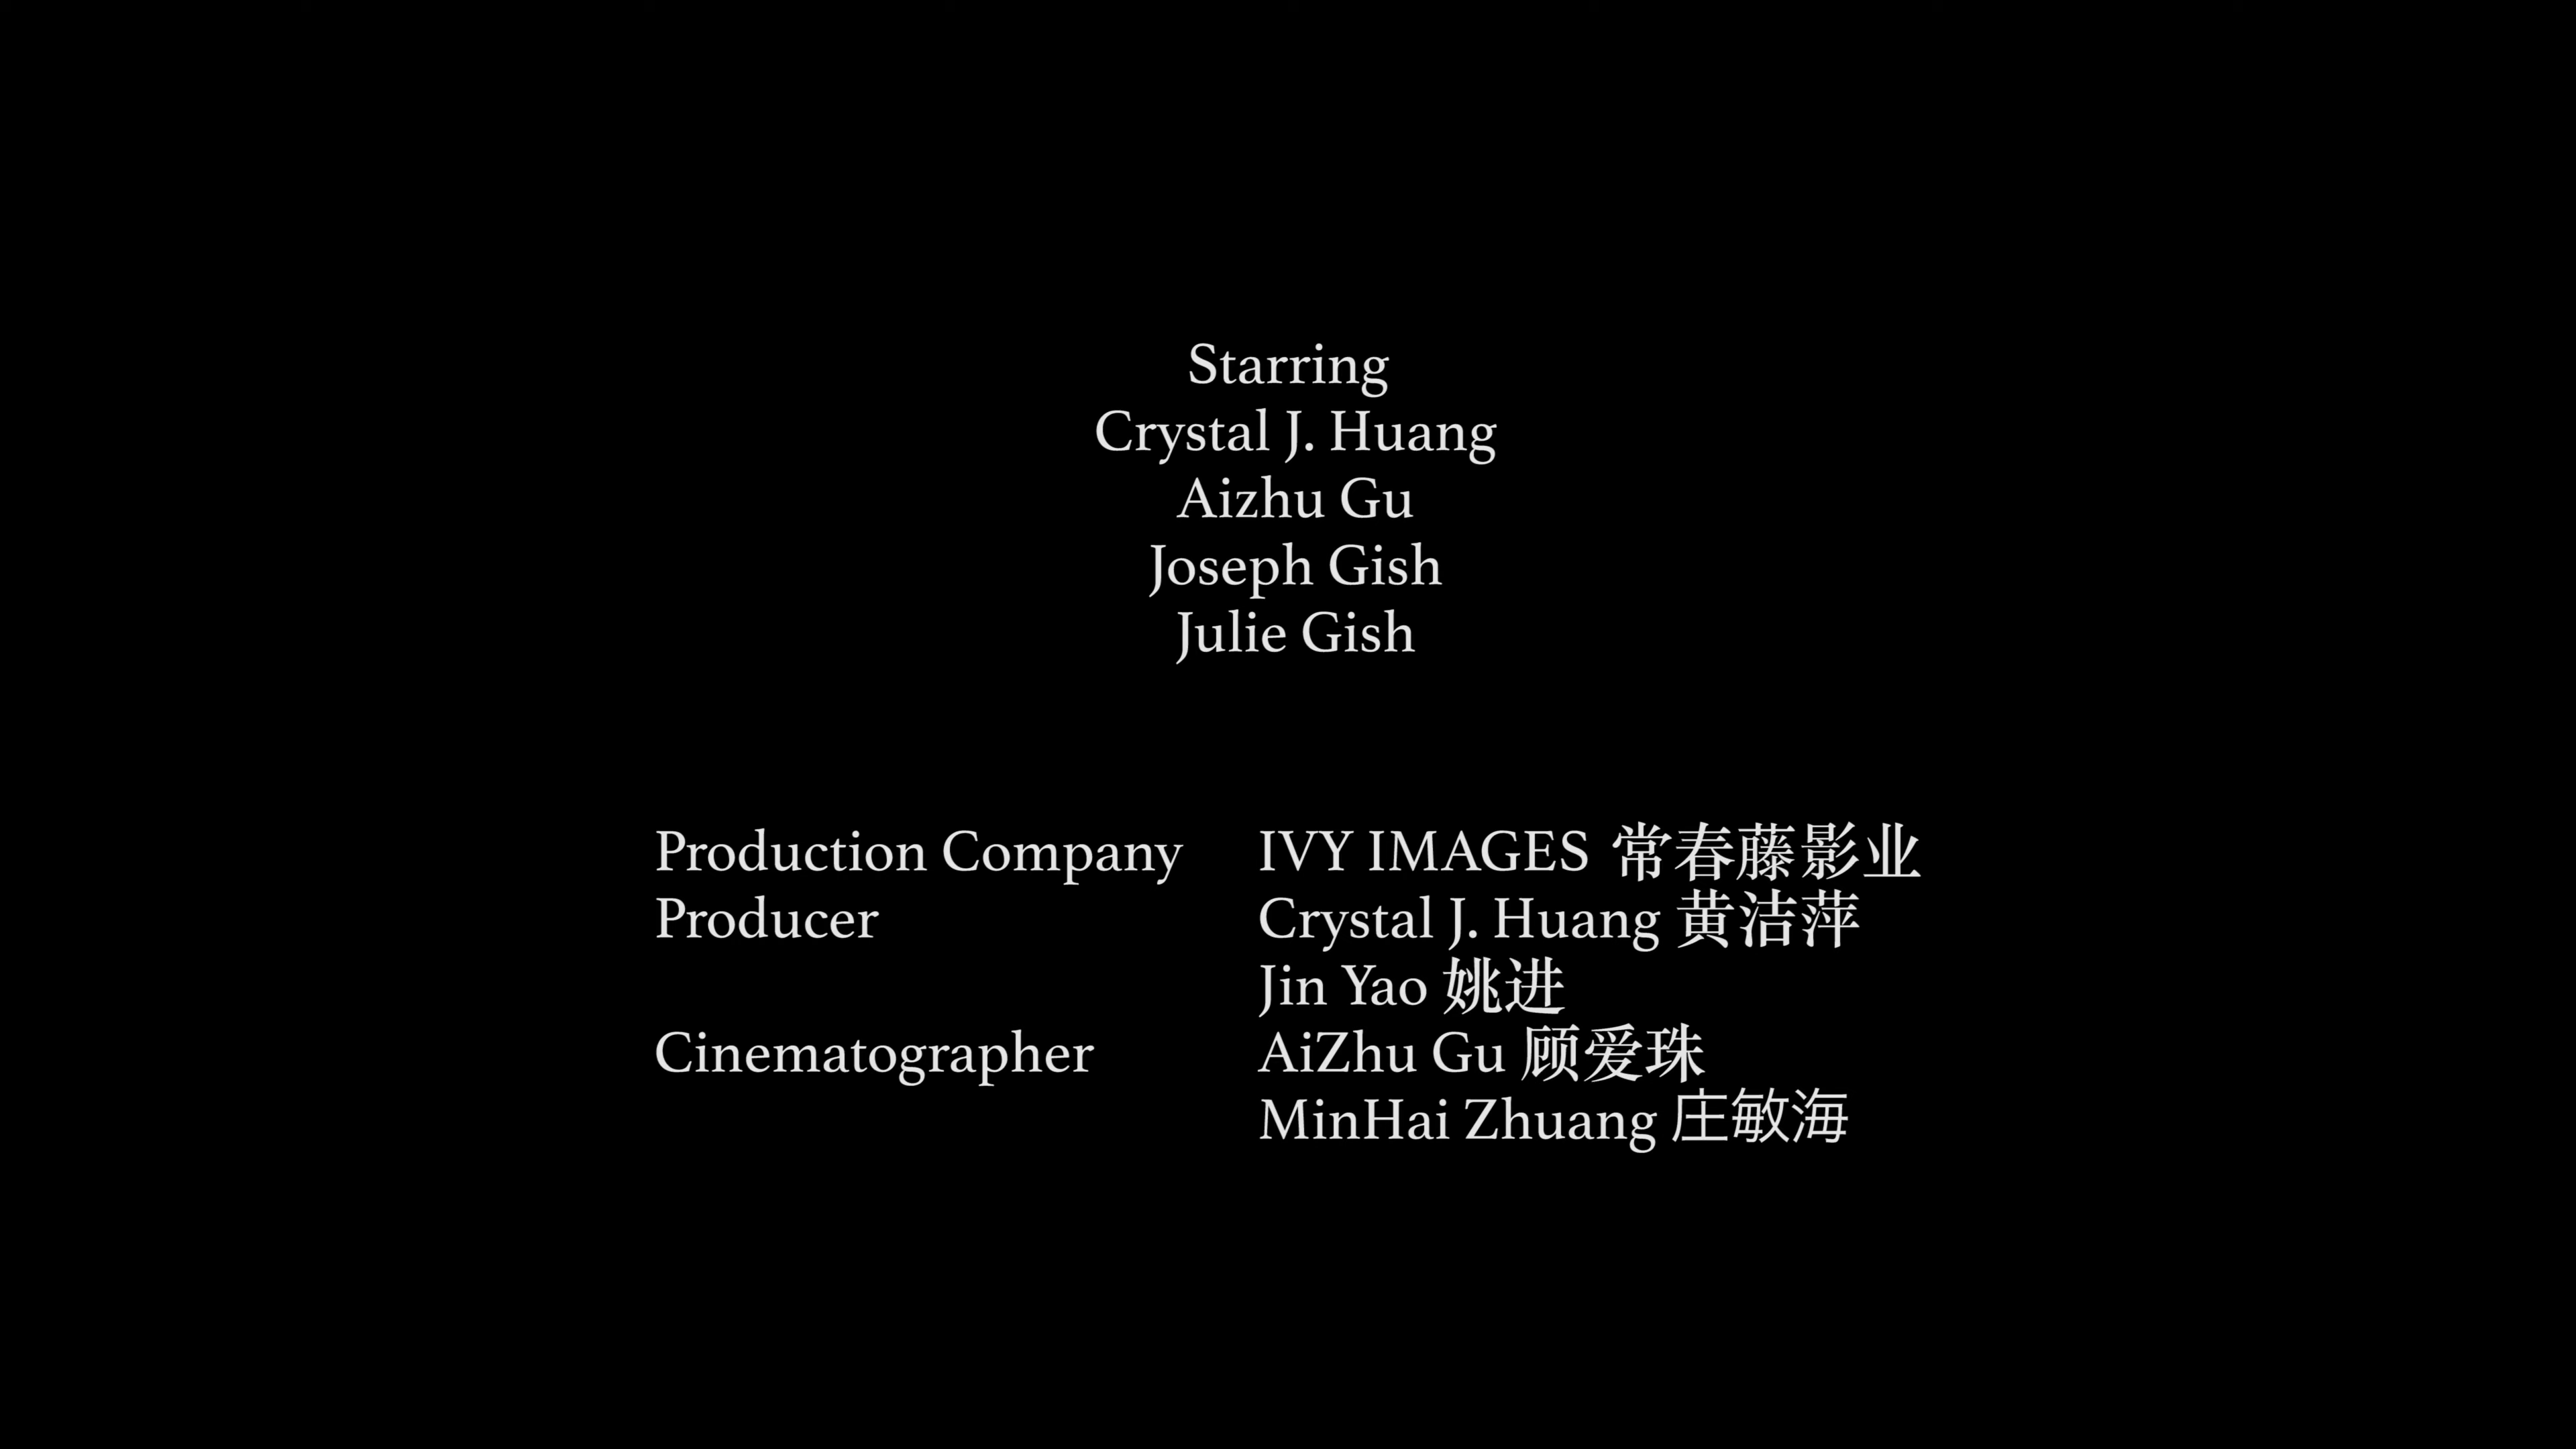 Starring
Crystal J. Huang
Aizhu Gu
Joseph Gish
Julie Gish
Production Company IVY IMAGES 常春藤影业
Producer Crystal J. Huang 黄洁萍
Jin Yao 姚进
Cinematographer AiZhu Gu 顾爱珠
MinHai Zhuang 庄敏海